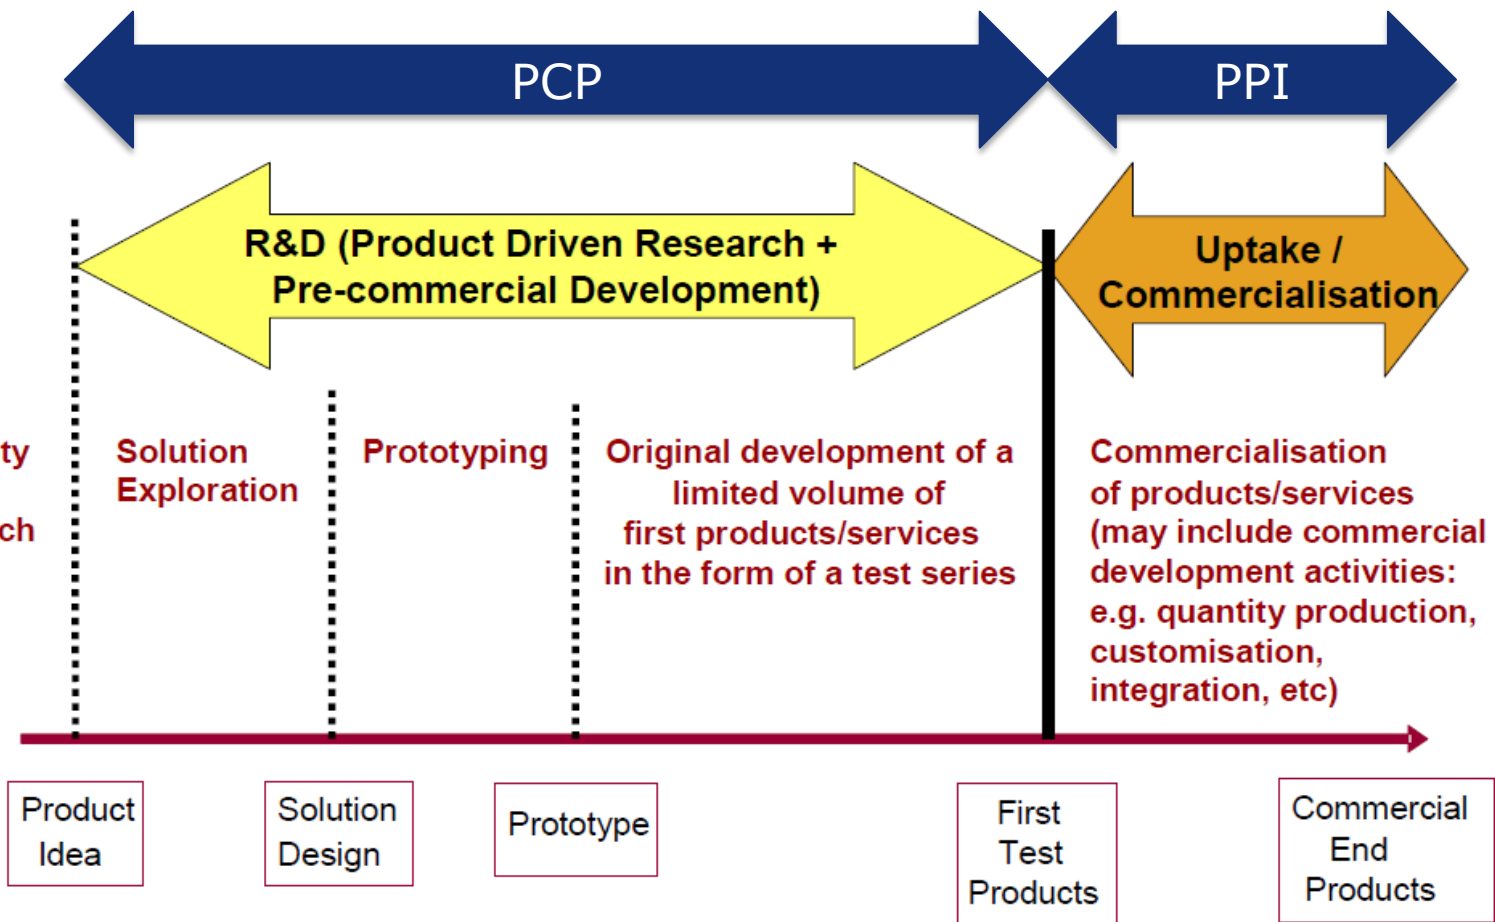 PCP
PPI
R&D (Product Driven Research +
Pre-commercial Development)
Uptake /
Commercialisation
ty
ch
Solution
Exploration
Prototyping
Original development of a
limited volume of
first products/services
in the form of a test series
Commercialisation
of products/services
(may include commercial
development activities:
e.g. quantity production,
customisation,
integration, etc)
Product
Idea
Solution
Design
Prototype
First
Test
Products
Commercial
End
Products